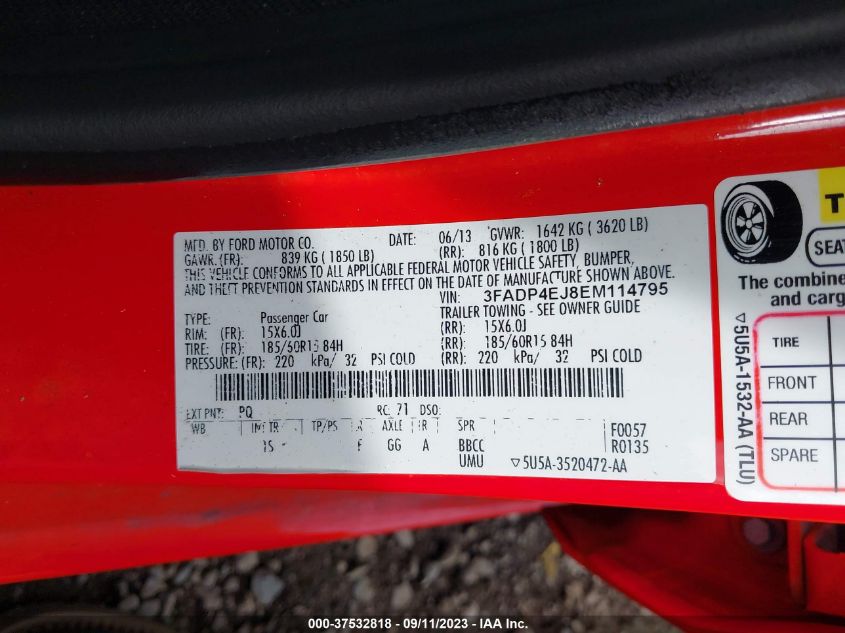 MFD. BY FORD MOTOR CO. DATE: 06/13 GVWR: 1642 KG ( 3620 LB)
GAWR. (FR): 839 KG ( 1850 LB) (RR): 816 KG ( 1800 LB)
THIS VEHICLE CONFORMS TO ALL APPLICABLE FEDERAL MOTOR VEHICLE SAFETY, BUMPER,
AND THEFT PREVENTION STANDARDS IN EFFECT ON THE DATE OF MANUFACTURE SHOWN ABOVE.
VIN: 3FADP4EJ8EM114795
TYPE: Passenger Car TRAILER TOWING - SEE OWNER GUIDE
RIM: (FR): 15X6.0J (RR): 15X6.0J
TIRE: (FR): 185/60R15 84H (RR): 185/60R15 84H
PRESSURE: (FR): 220 kPa/ 32 PSI COLD (RR): 220 kPa/ 32 PSI COLD
EXT PNT: PQ RC: 71 DSO:
WB INT TR TP/PS R AXLE TR SPR F0057
GG A BBCC R0135
UMU ▽5U5A-3520472-AA
T
SEAT
The combine
and carg
TIRE
FRONT
REAR
SPARE
▽5U5A-1532-AA (TLU)
000-37532818 - 09/11/2023 - IAA Inc.